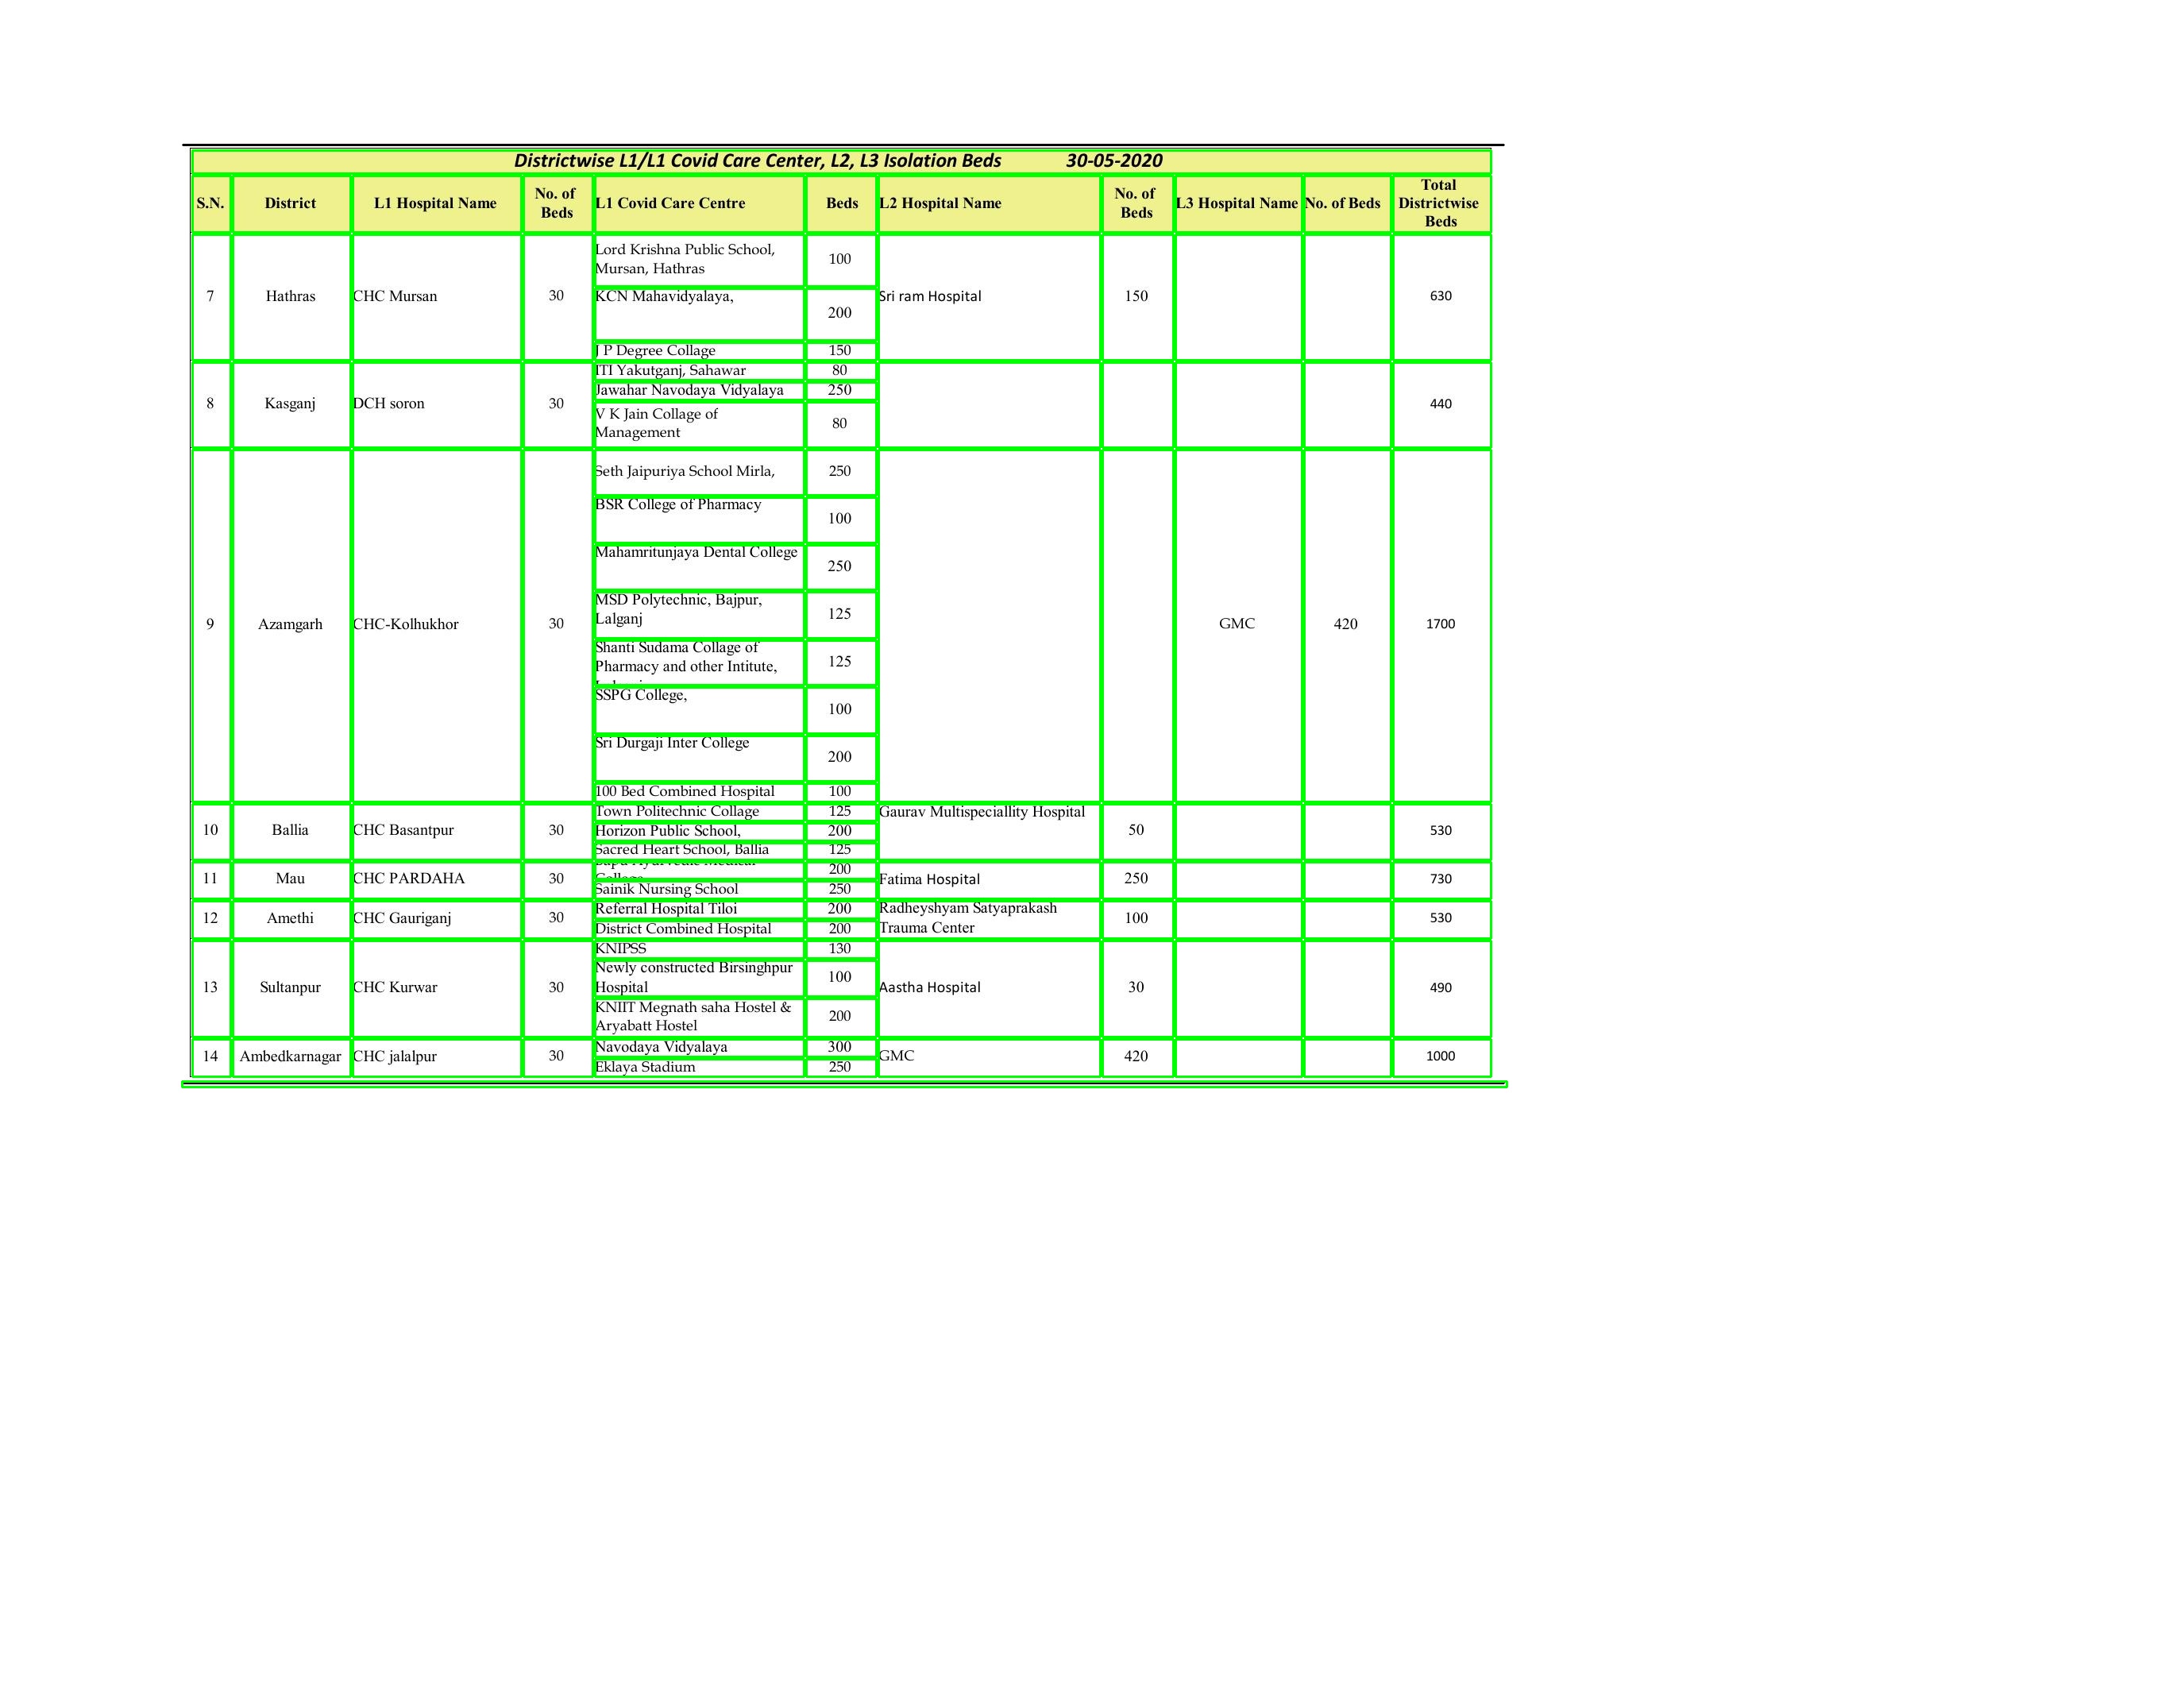 Districtwise L1/L1 Covid Care Center, L2, L3 Isolation Beds 30-05-2020
S.N. District L1 Hospital Name No. of Beds L1 Covid Care Centre Beds L2 Hospital Name No. of Beds L3 Hospital Name No. of Beds Total Districtwise Beds
7 Hathras CHC Mursan 30 Lord Krishna Public School, Mursan, Hathras 100 Sri ram Hospital 150 630
KCN Mahavidyalaya, 200
J P Degree Collage 150
8 Kasganj DCH soron 30 ITI Yakutganj, Sahawar 80 440
Jawahar Navodaya Vidyalaya 250
V K Jain Collage of Management 80
9 Azamgarh CHC-Kolhukhor 30 Seth Jaipuriya School Mirla, 250 GMC 420 1700
BSR College of Pharmacy 100
Mahamritunjaya Dental College 250
MSD Polytechnic, Bajpur, Lalganj 125
Shanti Sudama Collage of Pharmacy and other Intitute, 125
SSPG College, 100
Sri Durgaji Inter College 200
100 Bed Combined Hospital 100
10 Ballia CHC Basantpur 30 Town Politechnic Collage 125 Gaurav Multispeciallity Hospital 50 530
Horizon Public School, 200
Sacred Heart School, Ballia 125
11 Mau CHC PARDAHA 30 200 Fatima Hospital 250 730
Sainik Nursing School 250
12 Amethi CHC Gauriganj 30 Referral Hospital Tiloi 200 Radheyshyam Satyaprakash Trauma Center 100 530
District Combined Hospital 200
13 Sultanpur CHC Kurwar 30 KNIPSS 130 Aastha Hospital 30 490
Newly constructed Birsinghpur Hospital 100
KNIIT Megnath saha Hostel & Aryabatt Hostel 200
14 Ambedkarnagar CHC jalalpur 30 Navodaya Vidyalaya 300 GMC 420 1000
Eklaya Stadium 250